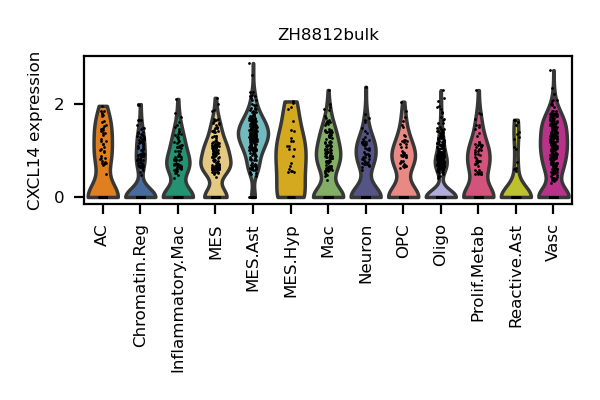 ZH8812bulk
CXCL14 expression
2
0
AC
Chromatin.Reg
Inflammatory.Mac
MES
MES.Ast
MES.Hyp
Mac
Neuron
OPC
Oligo
Prolif.Metab
Reactive.Ast
Vasc